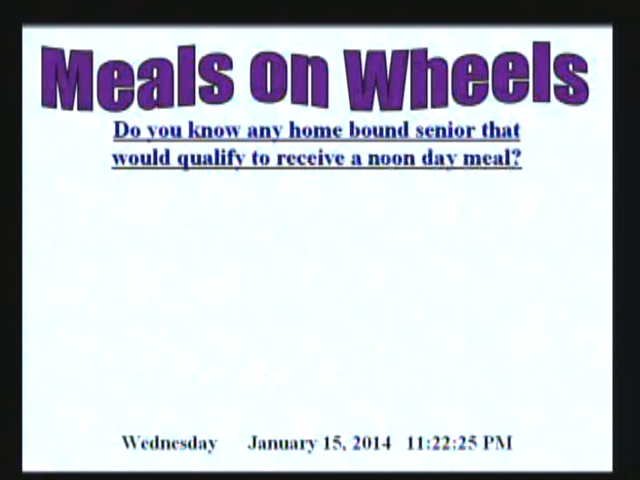 Meals on Wheels
Do you know any home bound senior that
would qualify to receive a noon day meal?
Wednesday January 15, 2014 11:22:25 PM